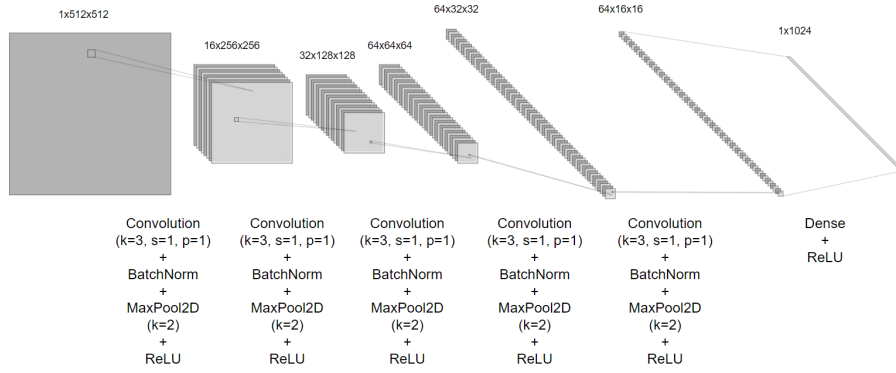 1x512x512
16x256x256
32x128x128
64x64x64
64x32x32
64x16x16
1x1024
Convolution
(k=3, s=1, p=1)
+
BatchNorm
+
MaxPool2D
(k=2)
+
ReLU
Convolution
(k=3, s=1, p=1)
+
BatchNorm
+
MaxPool2D
(k=2)
+
ReLU
Convolution
(k=3, s=1, p=1)
+
BatchNorm
+
MaxPool2D
(k=2)
+
ReLU
Convolution
(k=3, s=1, p=1)
+
BatchNorm
+
MaxPool2D
(k=2)
+
ReLU
Convolution
(k=3, s=1, p=1)
+
BatchNorm
+
MaxPool2D
(k=2)
+
ReLU
Dense
+
ReLU